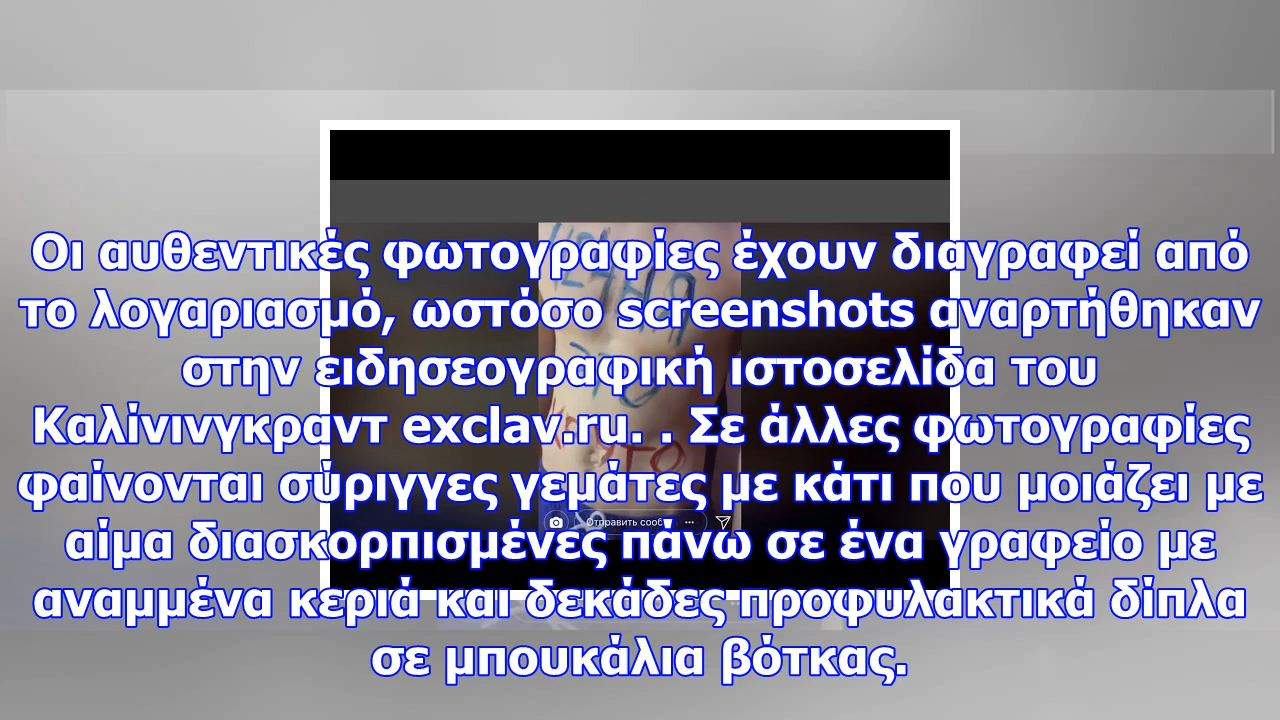 Οι αυθεντικές φωτογραφίες έχουν διαγραφεί από
το λογαριασμό, ωστόσο screenshots αναρτήθηκαν
στην ειδησεογραφική ιστοσελίδα του
Καλίνινγκραντ exclav.ru. . Σε άλλες φωτογραφίες
φαίνονται σύριγγες γεμάτες με κάτι που μοιάζει με
Отправить сооб
αίμα διασκορπισμένες πάνω σε ένα γραφείο με
αναμμένα κεριά και δεκάδες προφυλακτικά δίπλα
σε μπουκάλια βότκας.